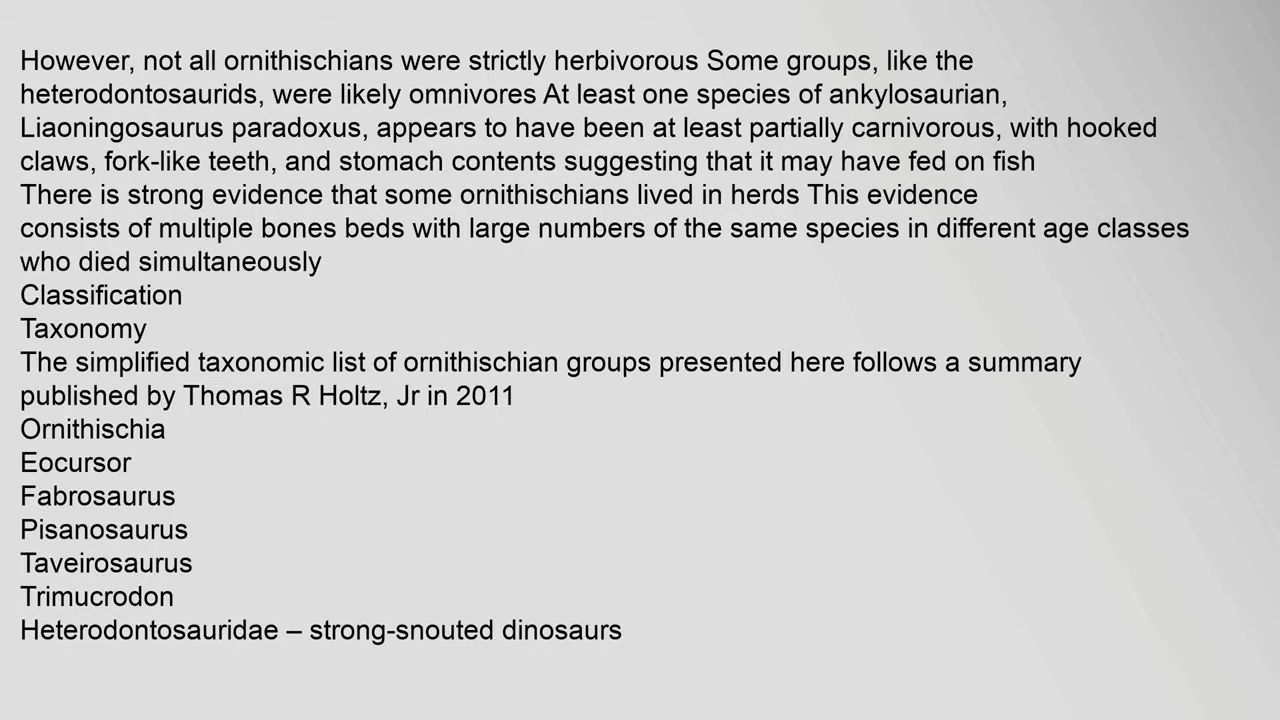 However, not all ornithischians were strictly herbivorous Some groups, like the
heterodontosaurids, were likely omnivores At least one species of ankylosaurian,
Liaoningosaurus paradoxus, appears to have been at least partially carnivorous, with hooked
claws, fork-like teeth, and stomach contents suggesting that it may have fed on fish
There is strong evidence that some ornithischians lived in herds This evidence
consists of multiple bones beds with large numbers of the same species in different age classes
who died simultaneously
Classification
Taxonomy
The simplified taxonomic list of ornithischian groups presented here follows a summary
published by Thomas R Holtz, Jr in 2011
Ornithischia
Eocursor
Fabrosaurus
Pisanosaurus
Taveirosaurus
Trimucrodon
Heterodontosauridae – strong-snouted dinosaurs